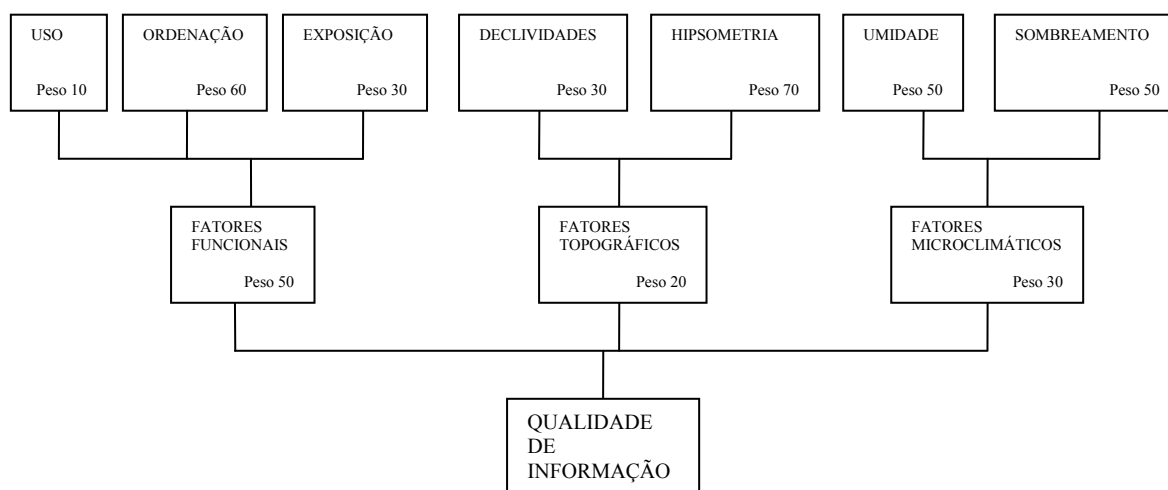 USO
Peso 10
ORDENAÇÃO
Peso 60
EXPOSIÇÃO
Peso 30
DECLIVIDADES
Peso 30
HIPSOMETRIA
Peso 70
UMIDADE
Peso 50
SOMBREAMENTO
Peso 50
FATORES
FUNCIONAIS
Peso 50
FATORES
TOPOGRÁFICOS
Peso 20
FATORES
MICROCLIMÁTICOS
Peso 30
QUALIDADE
DE
INFORMAÇÃO